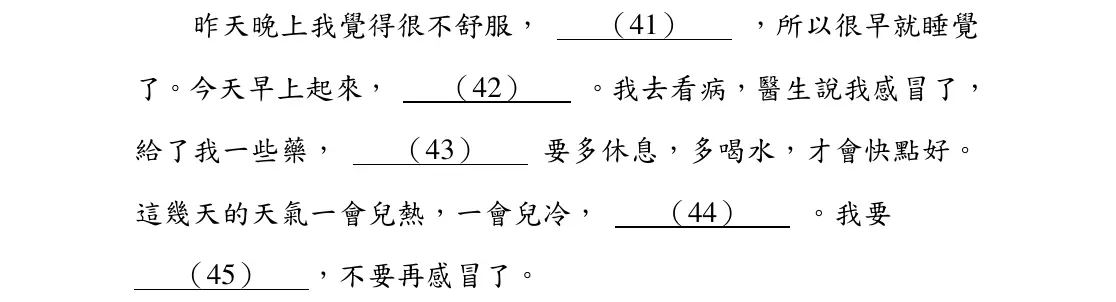 昨天晚上我覺得很不舒服，（41），所以很早就睡覺
了。今天早上起來，（42）。我去看病，醫生說我感冒了，
給了我一些藥，（43）要多休息，多喝水，才會快點好。
這幾天的天氣一會兒熱，一會兒冷，（44）。我要
（45），不要再感冒了。